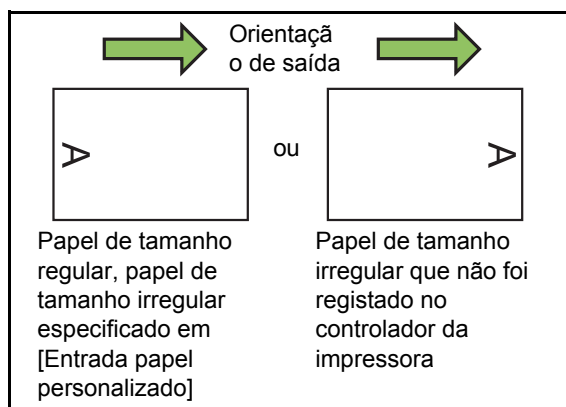 Orientaçã
o de saída
A
ou
A
Papel de tamanho
regular, papel de
tamanho irregular
especificado em
[Entrada papel
personalizado]
Papel de tamanho
irregular que não foi
registado no
controlador da
impressora